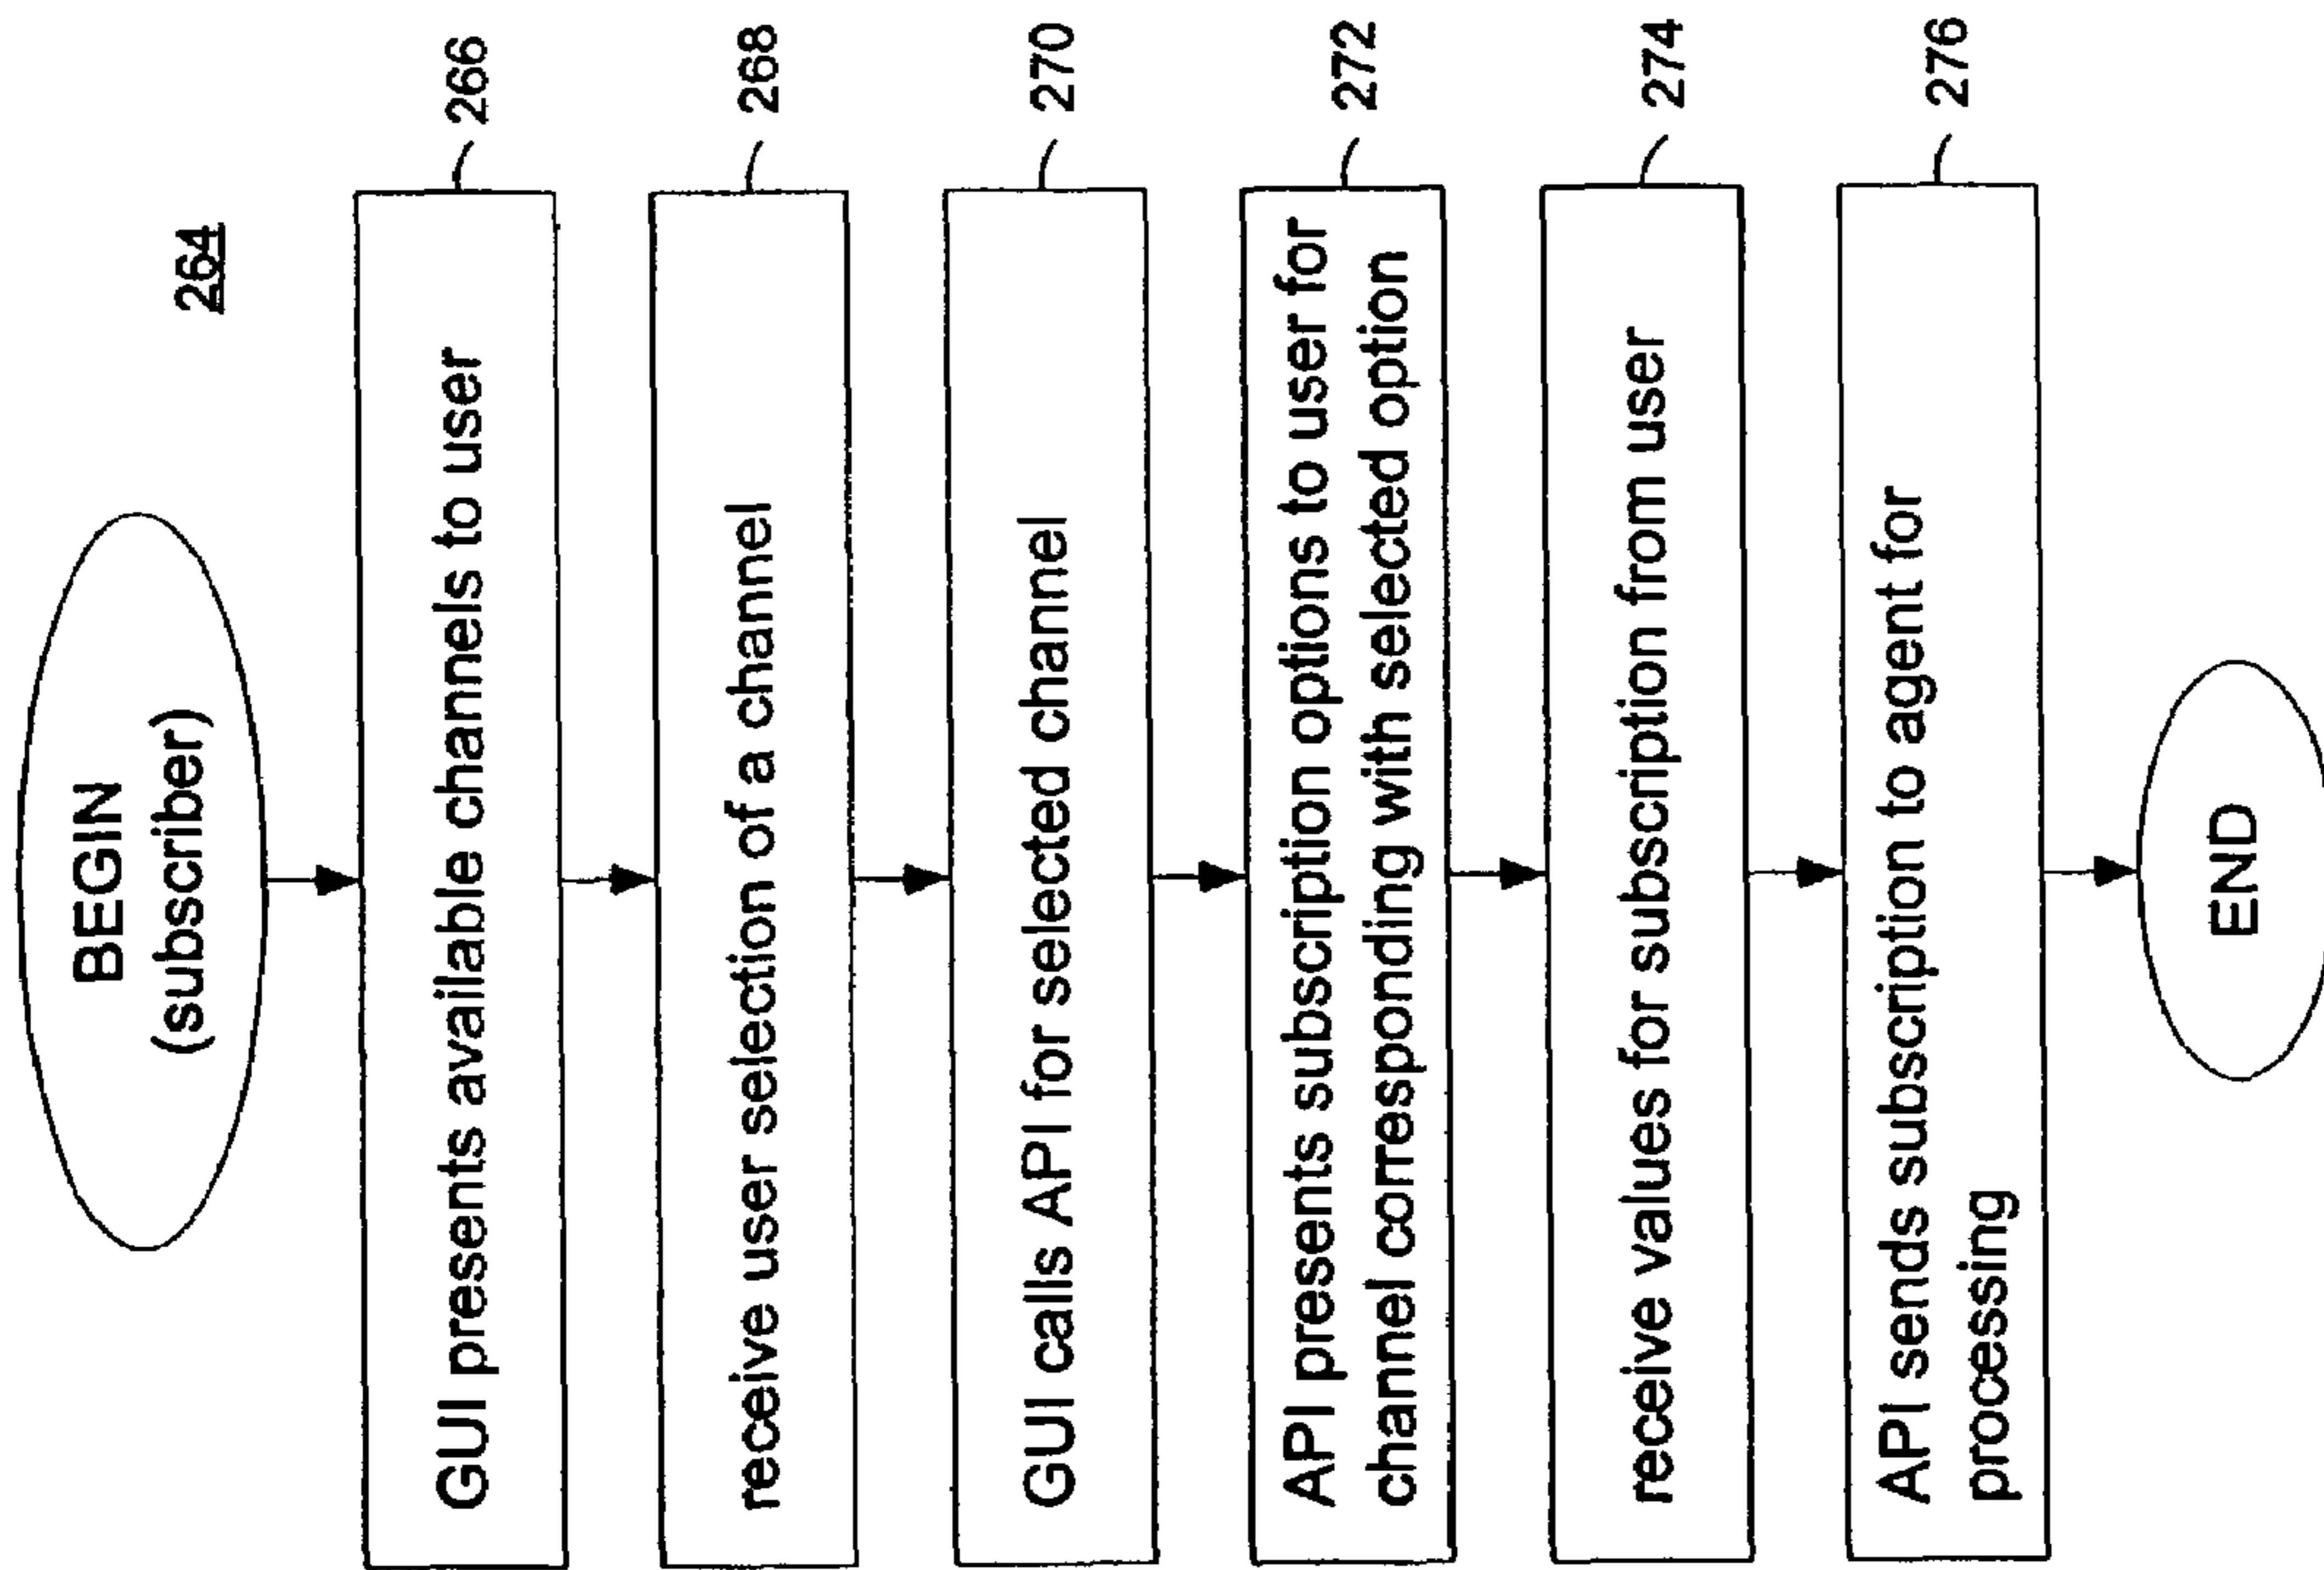 264
BEGIN
(subscriber)
GUI presents available channels to user
266
receive user selection of a channel
268
GUI calls API for selected channel
270
API presents subscription options to user for
channel corresponding with selected option
272
receive values for subscription from user
274
API sends subscription to agent for
processing
276
END